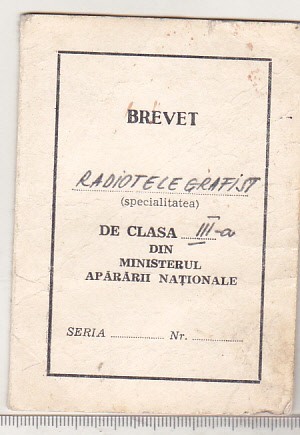 BREVET
RADIOTELEGRAFIST
(specialitatea)
DE CLASA III-a
DIN
MINISTERUL
APĂRĂRII NAȚIONALE
SERIA ................ Nr. ................